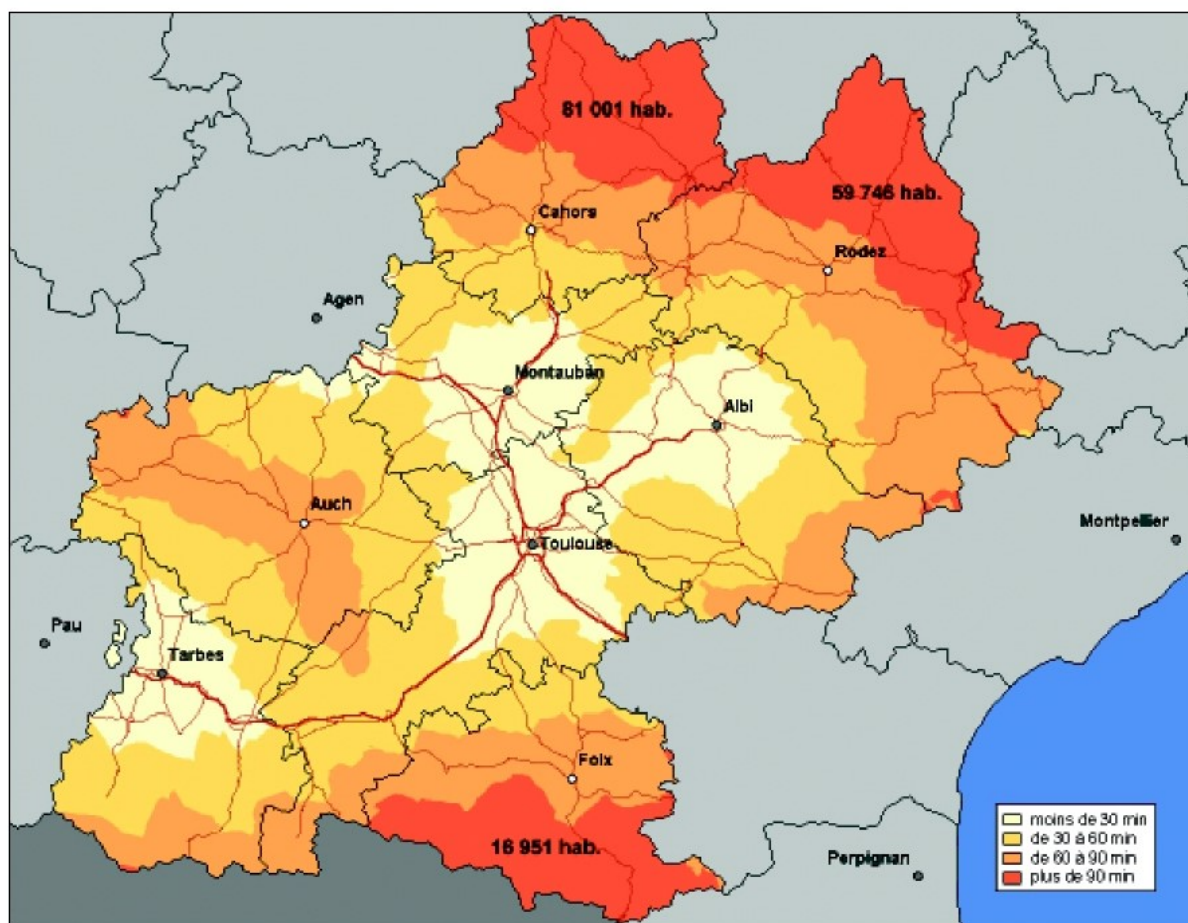 81 001 hab.
59 746 hab.
Cahors
Rodez
Agen
Montauban
Albi
Auch
Toulouse
Montpellier
Pau
Tarbes
Foix
16 951 hab.
Perpignan
moins de 30 min
de 30 à 60 min
de 60 à 90 min
plus de 90 min